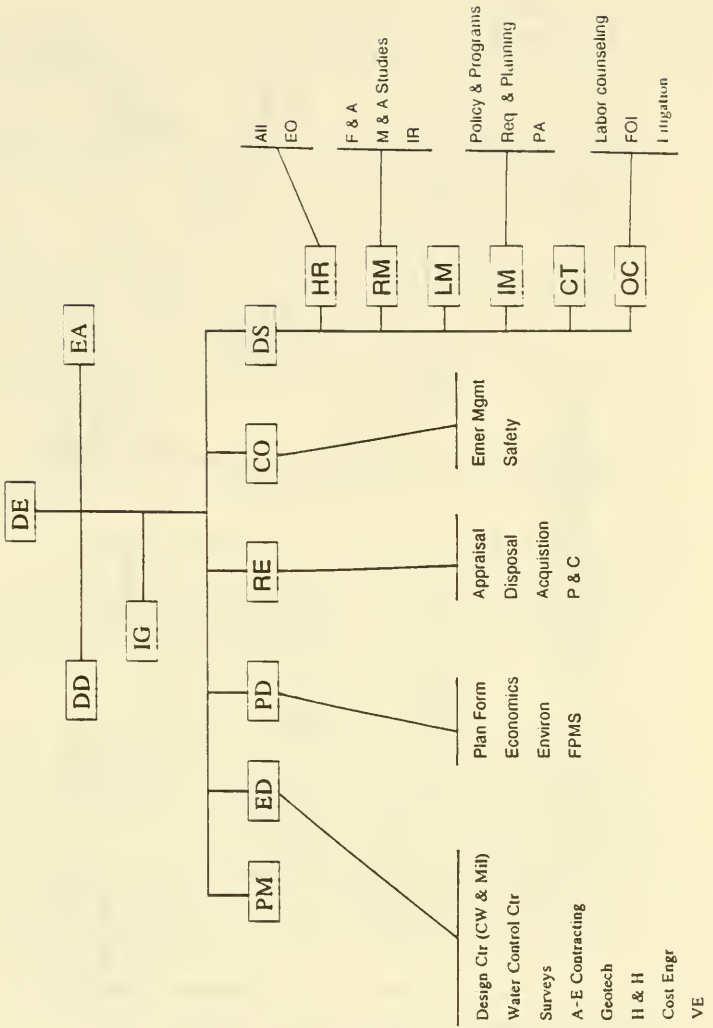 DE
DD
EA
IG
PM
ED
PD
RE
CO
DS
HR
RM
LM
IM
CT
OC
Design Ctr (CW & Mil)
Water Control Ctr
Surveys
A-E Contracting
Geotech
H & H
Cost Engr
VE
Plan Form
Economics
Environ
FPMS
Appraisal
Disposal
Acquistion
P & C
Emer Mgmt
Safety
All
EO
F & A
M & A Studies
IR
Policy & Programs
Req & Planning
PA
Labor counseling
FOI